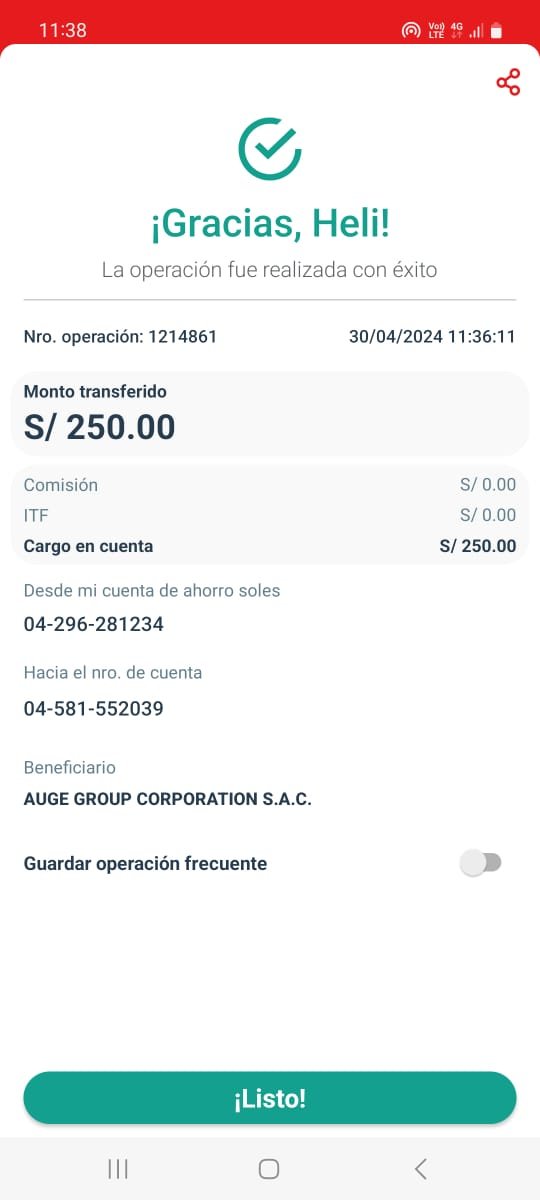 11:38
Vo) 4G
LTE
¡Gracias, Heli!
La operación fue realizada con éxito
Nro. operación: 1214861 30/04/2024 11:36:11
Monto transferido
S/ 250.00
Comisión S/ 0.00
ITF S/ 0.00
Cargo en cuenta S/ 250.00
Desde mi cuenta de ahorro soles
04-296-281234
Hacia el nro. de cuenta
04-581-552039
Beneficiario
AUGE GROUP CORPORATION S.A.C.
Guardar operación frecuente
¡Listo!